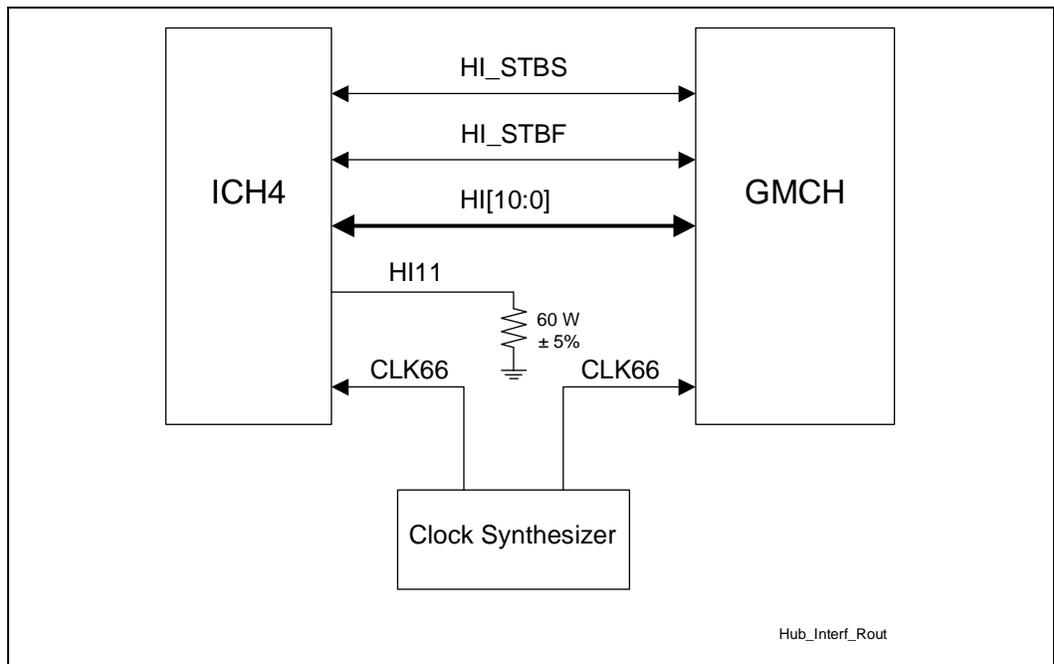 HI_STBS
HI_STBF
ICH4
GMCH
HI[10:0]
HI11
60 W
± 5%
CLK66
CLK66
Clock Synthesizer
Hub_Interf_Rout